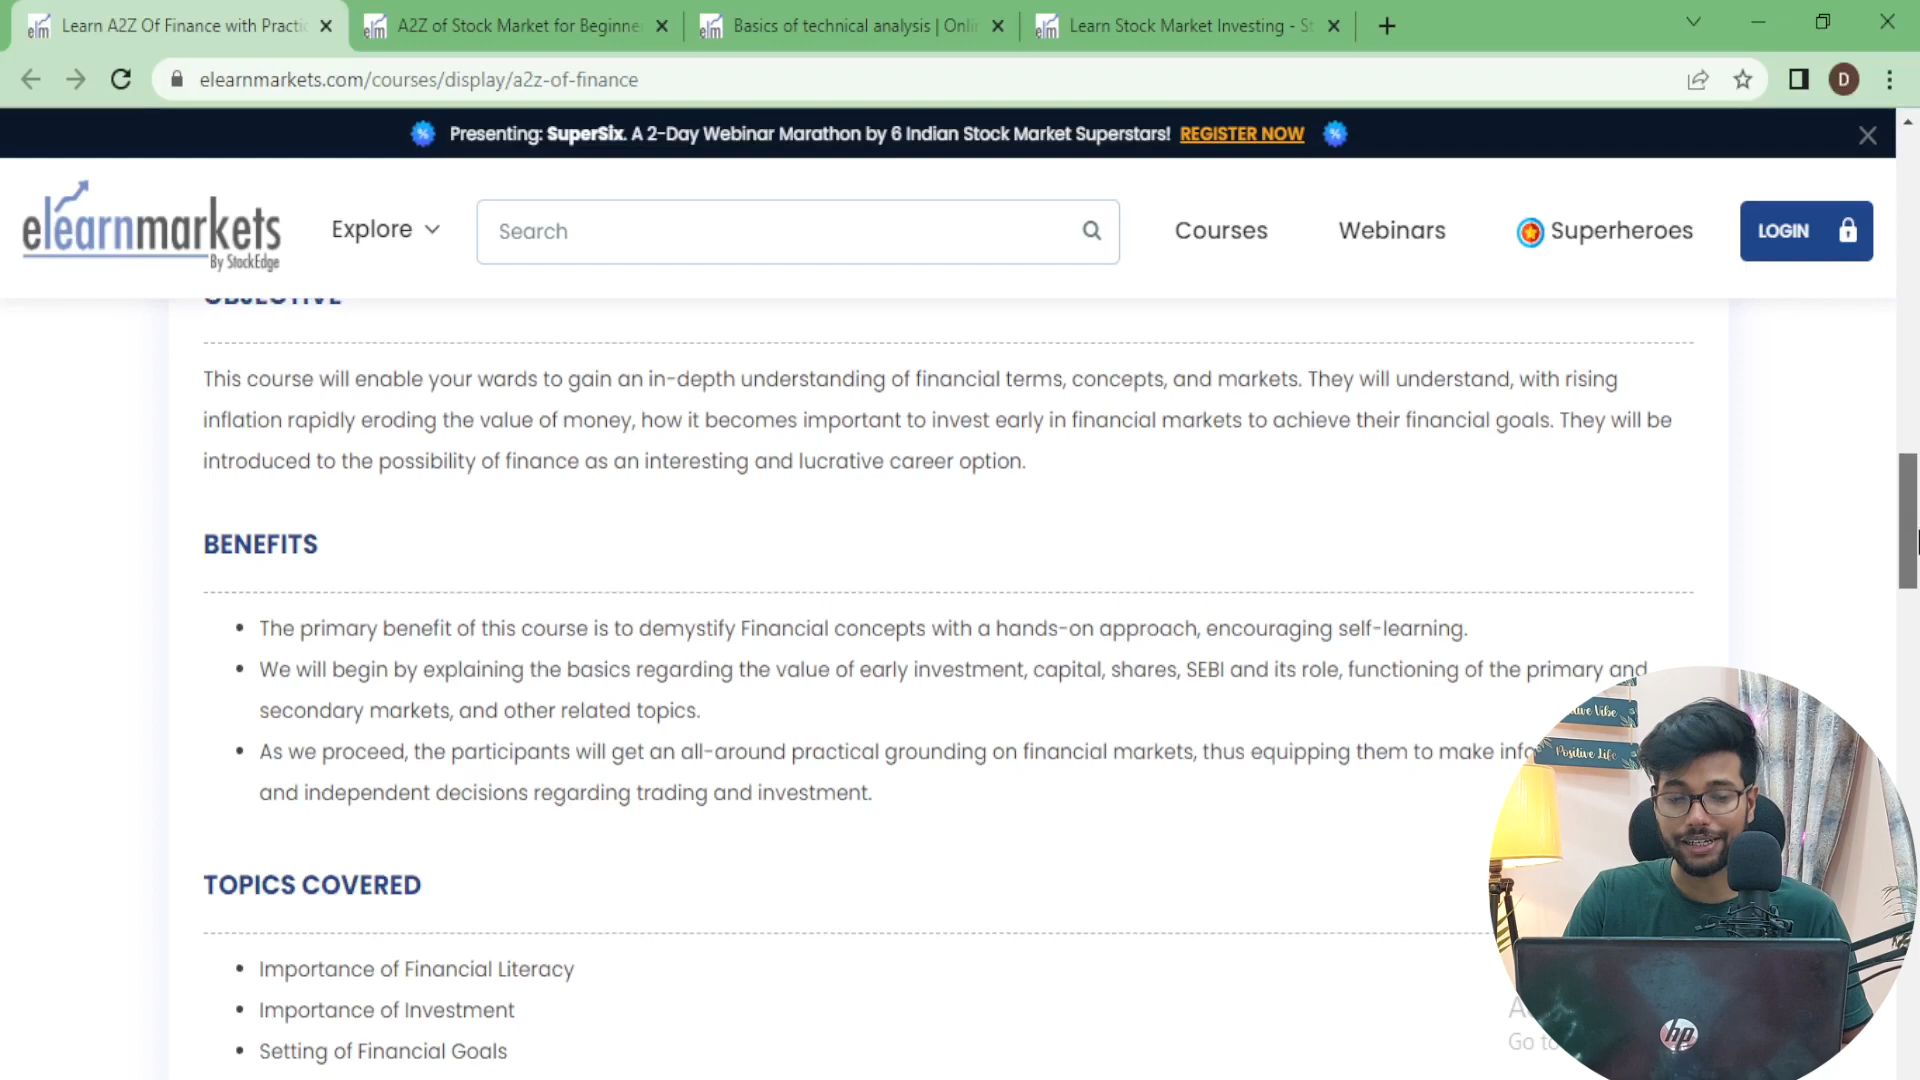 Learn A2Z Of Finance with Practic
A2Z of Stock Market for Beginne
Basics of technical analysis | Onli
Learn Stock Market Investing - St
elearnmarkets.com/courses/display/a2z-of-finance
D
Presenting: SuperSix. A 2-Day Webinar Marathon by 6 Indian Stock Market Superstars! REGISTER NOW
elearnmarkets
By StockEdge
Explore
Search
Courses
Webinars
Superheroes
LOGIN
OBJECTIVE
This course will enable your wards to gain an in-depth understanding of financial terms, concepts, and markets. They will understand, with rising
inflation rapidly eroding the value of money, how it becomes important to invest early in financial markets to achieve their financial goals. They will be
introduced to the possibility of finance as an interesting and lucrative career option.
BENEFITS
The primary benefit of this course is to demystify Financial concepts with a hands-on approach, encouraging self-learning.
We will begin by explaining the basics regarding the value of early investment, capital, shares, SEBI and its role, functioning of the primary and
secondary markets, and other related topics.
As we proceed, the participants will get an all-around practical grounding on financial markets, thus equipping them to make info
and independent decisions regarding trading and investment.
TOPICS COVERED
Importance of Financial Literacy
Importance of Investment
Setting of Financial Goals
Vibe
Positive Life
hp
Go to